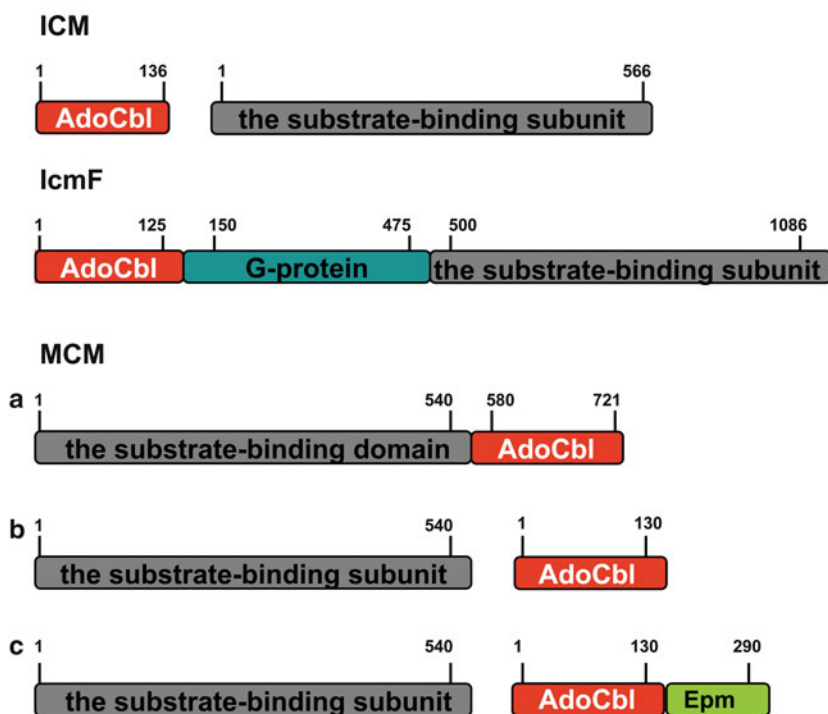 ICM
1 136 1 566
AdoCbl the substrate-binding subunit
IcmF
1 125 150 475 500 1086
AdoCbl G-protein the substrate-binding subunit
MCM
a 1 540 580 721
the substrate-binding domain AdoCbl
b 1 540 1 130
the substrate-binding subunit AdoCbl
c 1 540 1 130 290
the substrate-binding subunit AdoCbl Epm